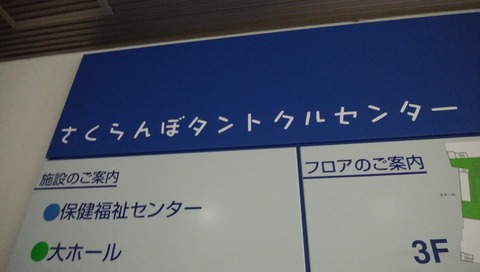 さくらんぼタントクルセンター
施設のご案内
保健福祉センター
大ホール
フロアのご案内
3F